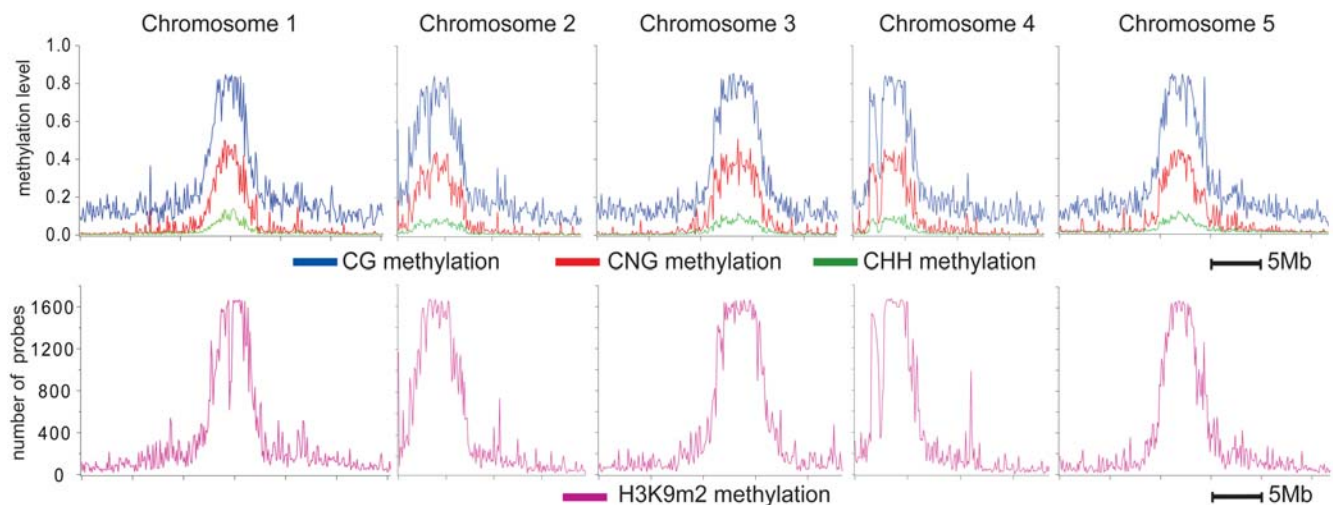 Chromosome 1 Chromosome 2 Chromosome 3 Chromosome 4 Chromosome 5
methylation level
1.0
0.8
0.6
0.4
0.2
0.0
CG methylation CNG methylation CHH methylation 5Mb
number of probes
1600
1200
800
400
0
H3K9m2 methylation 5Mb